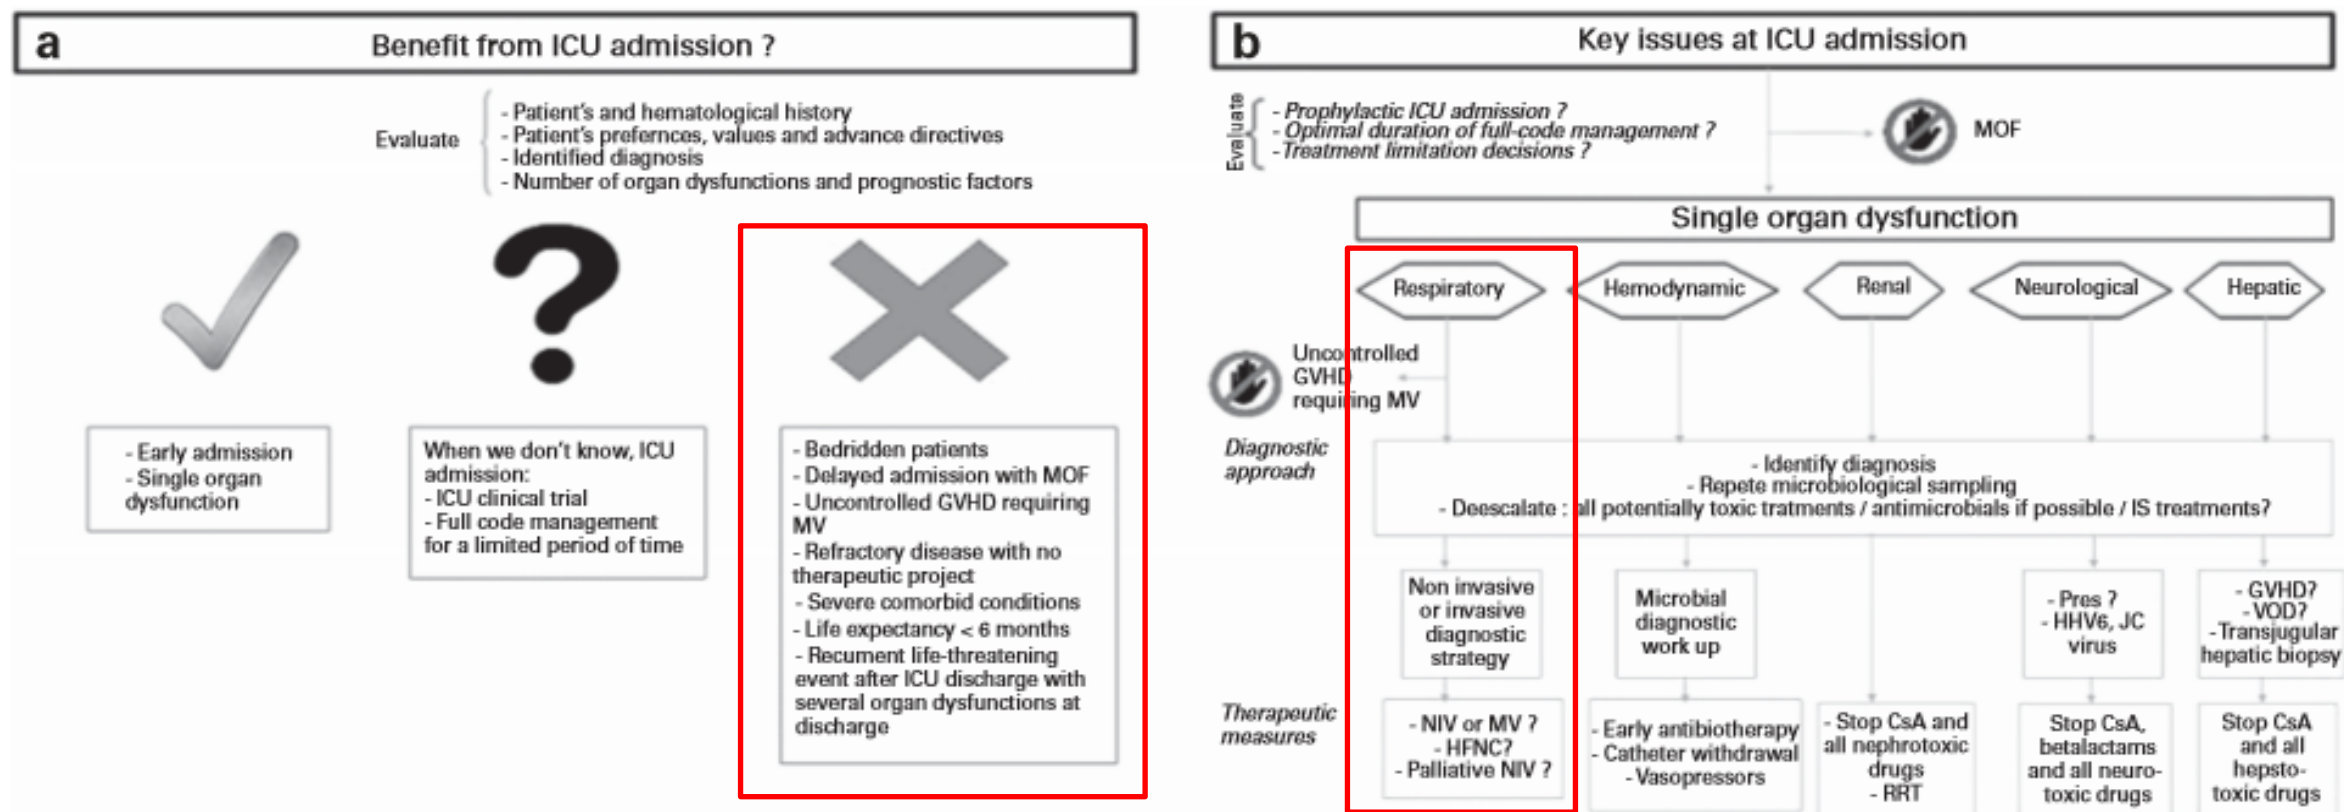 a
Benefit from ICU admission ?
Evaluate
- Patient's and hematological history
- Patient's prefernces, values and advance directives
- Identified diagnosis
- Number of organ dysfunctions and prognostic factors
?
- Early admission
- Single organ
dysfunction
When we don't know, ICU
admission:
- ICU clinical trial
- Full code management
for a limited period of time
- Bedridden patients
- Delayed admission with MOF
- Uncontrolled GVHD requiring
MV
- Refractory disease with no
therapeutic project
- Severe comorbid conditions
- Life expectancy < 6 months
- Recurrent life-threatening
event after ICU discharge with
several organ dysfunctions at
discharge
b
Key issues at ICU admission
Evaluate
- Prophylactic ICU admission ?
- Optimal duration of full-code management ?
- Treatment limitation decisions ?
MOF
Single organ dysfunction
Respiratory
Hemodynamic
Renal
Neurological
Hepatic
Uncontrolled
GVHD
requiring MV
Diagnostic
approach
- Identify diagnosis
- Repete microbiological sampling
- Deescalate : all potentially toxic tratments / antimicrobials if possible / IS treatments?
Non invasive
or invasive
diagnostic
strategy
Microbial
diagnostic
work up
- Pres ?
- HHV6, JC
virus
- GVHD?
- VOD?
-Transjugular
hepatic biopsy
Therapeutic
measures
- NIV or MV ?
- HFNC?
- Palliative NIV ?
- Early antibiotherapy
- Catheter withdrawal
-Vasopressors
- Stop CsA and
all nephrotoxic
drugs
- RRT
Stop CsA,
betalactams
and all neuro-
toxic drugs
Stop CsA
and all
hepsto-
toxic drugs